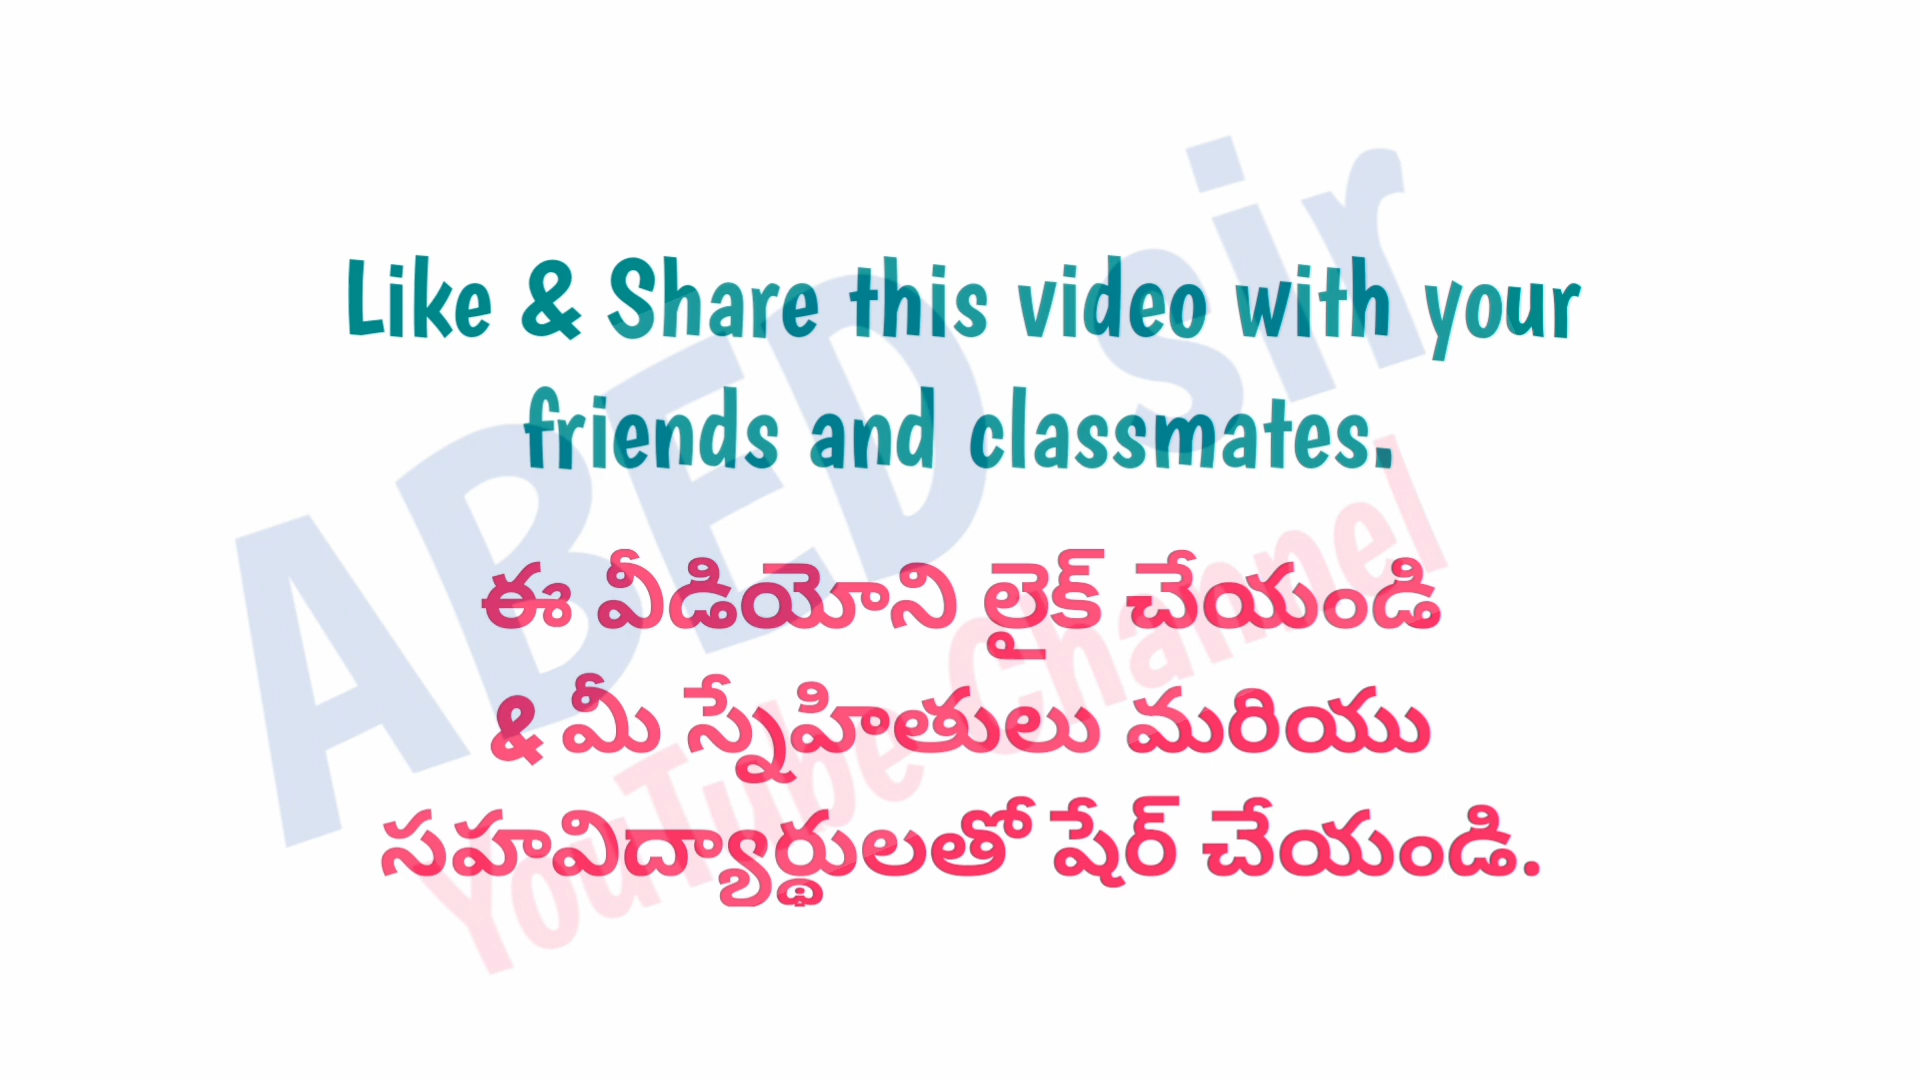 Like & Share this video with your
friends and classmates.
ఈ వీడియోని లైక్ చేయండి
& మీ స్నేహితులు మరియు
సహవిద్యార్థులతో షేర్ చేయండి.
ABED sir
YouTube Channel